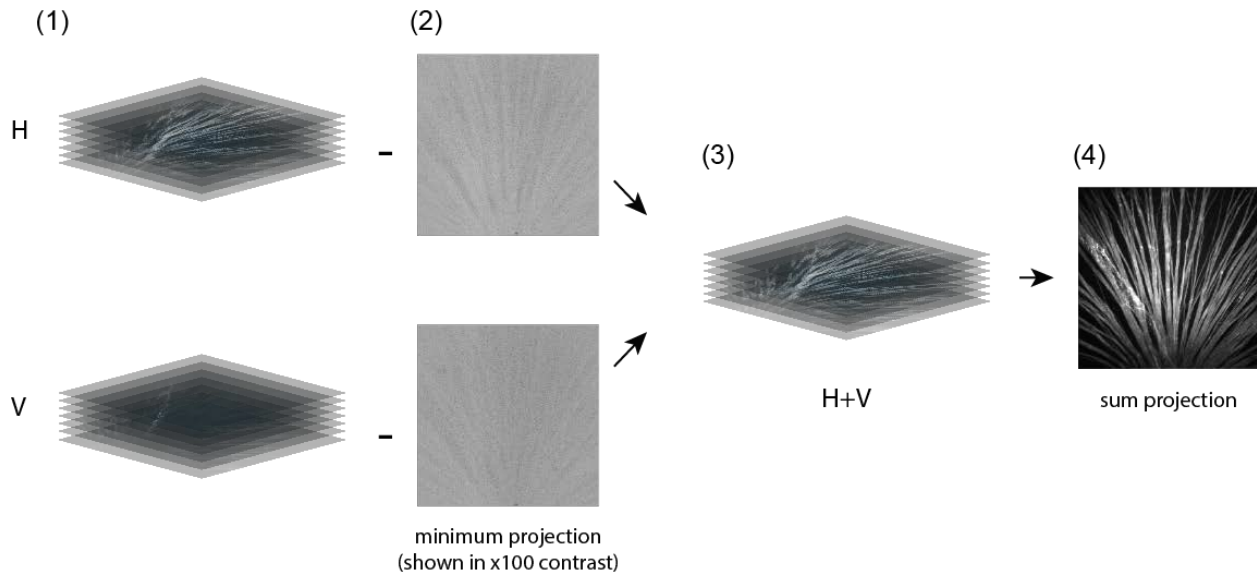 (1)
(2)
H
-
(3)
(4)
V
-
H+V
sum projection
minimum projection
(shown in x100 contrast)